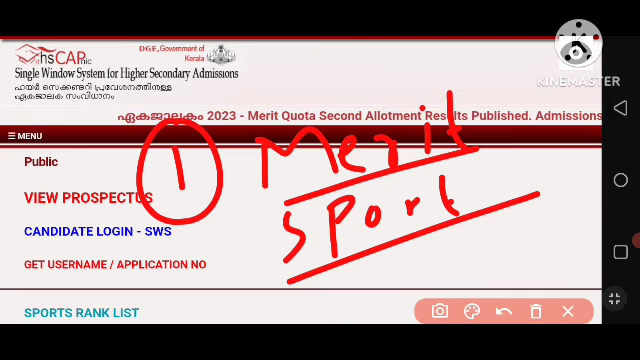 DGE, Government of
Kerala
hsCAPnic
Single Window System for Higher Secondary Admissions
ഹയർ സെക്കണ്ടറി പ്രവേശനത്തിനുള്ള
ഏകജാലക സംവിധാനം
KINEMASTER
ഏകജാലകം 2023 - Merit Quota Second Allotment Results Published. Admissions
☰ MENU
1 Merit
Public
Sport
VIEW PROSPECTUS
CANDIDATE LOGIN - SWS
GET USERNAME / APPLICATION NO
SPORTS RANK LIST